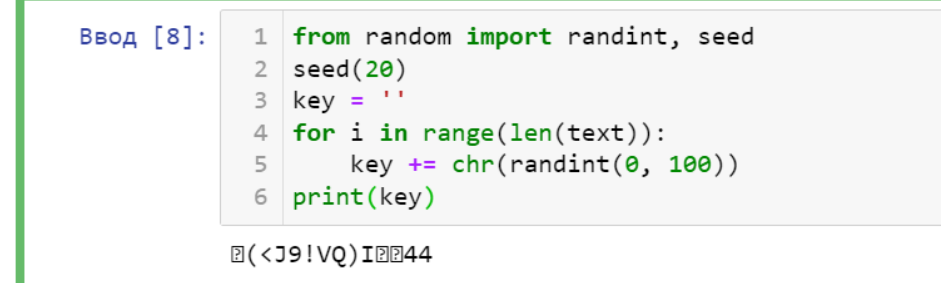 Ввод [8]:
1 from random import randint, seed
2 seed(20)
3 key = ''
4 for i in range(len(text)):
5     key += chr(randint(0, 100))
6 print(key)
�(<J9!VQ)I��44